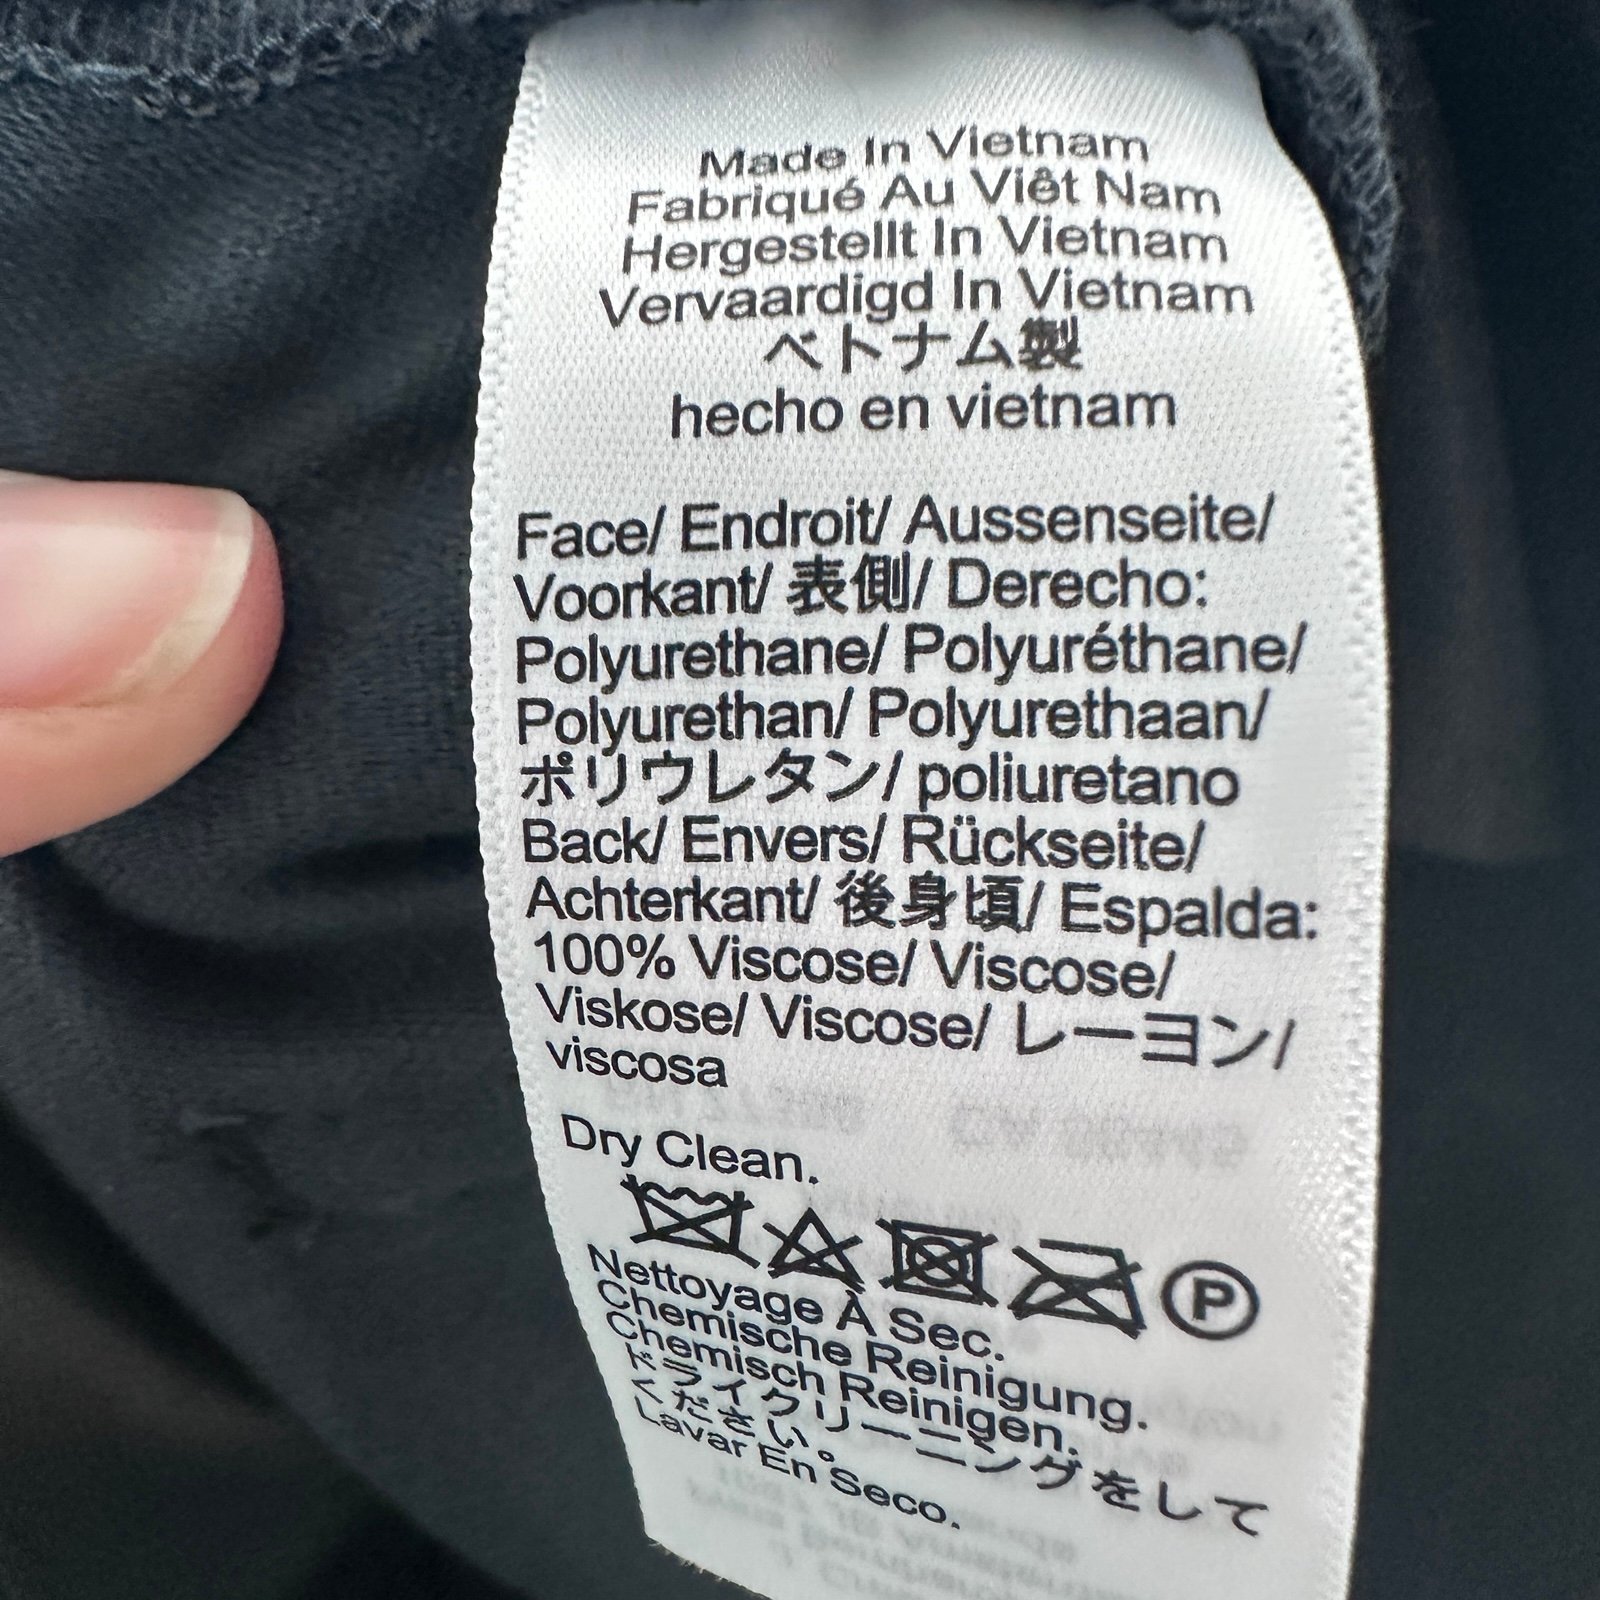 Made In Vietnam
Fabriqué Au Viêt Nam
Hergestellt In Vietnam
Vervaardigd In Vietnam
ベトナム製
hecho en vietnam
Face/ Endroit/ Aussenseite/
Voorkant/ 表側/ Derecho:
Polyurethane/ Polyuréthane/
Polyurethan/ Polyurethaan/
ポリウレタン/ poliuretano
Back/ Envers/ Rückseite/
Achterkant/ 後身頃/ Espalda:
100% Viscose/ Viscose/
Viskose/ Viscose/ レーヨン/
viscosa
Dry Clean.
P
Nettoyage À Sec.
Chemische Reinigung.
Chemisch Reinigen.
ドライクリーニングをして
ください。
Lavar En Seco.